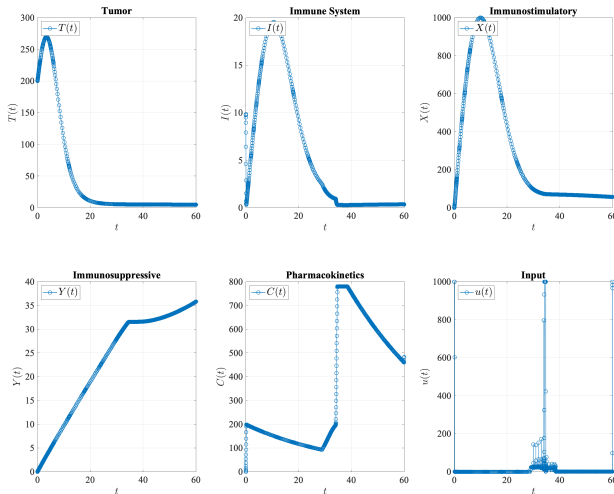 Tumor
T(t)
300
250
200
150
100
50
0
0 20 40 60
t
T(t)
Immune System
I(t)
20
15
10
5
0
0 20 40 60
t
I(t)
Immunostimulatory
X(t)
1000
800
600
400
200
0
0 20 40 60
t
X(t)
Immunosuppressive
Y(t)
40
35
30
25
20
15
10
5
0
0 20 40 60
t
Y(t)
Pharmacokinetics
C(t)
800
700
600
500
400
300
200
100
0
0 20 40 60
t
C(t)
Input
u(t)
1000
800
600
400
200
0
0 20 40 60
t
u(t)